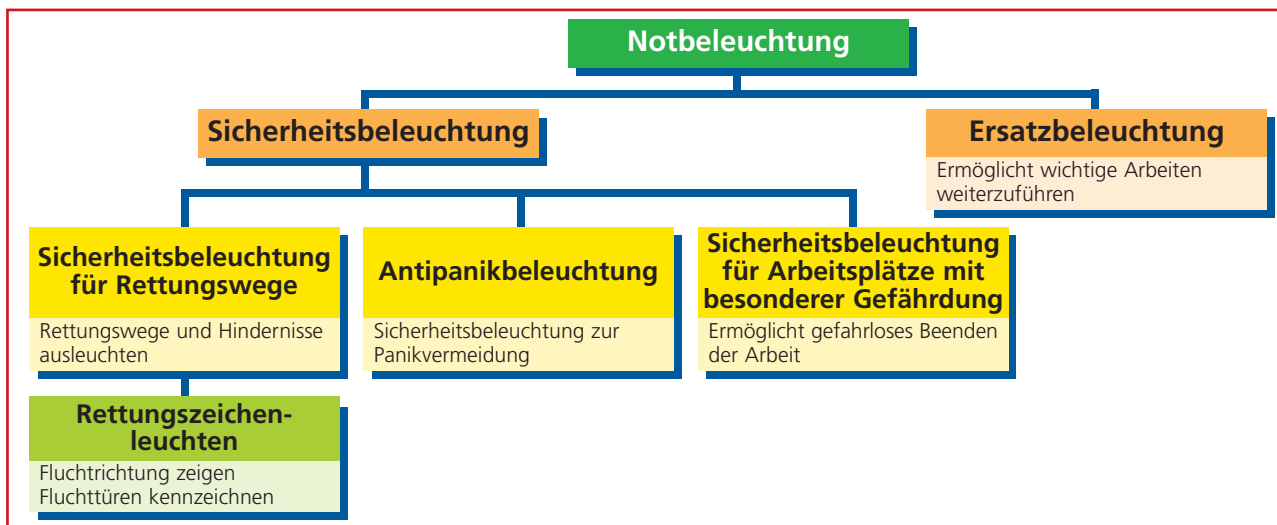 Notbeleuchtung
Sicherheitsbeleuchtung
Ersatzbeleuchtung
Ermöglicht wichtige Arbeiten
weiterzuführen
Sicherheitsbeleuchtung
für Rettungswege
Rettungswege und Hindernisse
ausleuchten
Antipanikbeleuchtung
Sicherheitsbeleuchtung zur
Panikvermeidung
Sicherheitsbeleuchtung
für Arbeitsplätze mit
besonderer Gefährdung
Ermöglicht gefahrloses Beenden
der Arbeit
Rettungszeichen-
leuchten
Fluchtrichtung zeigen
Fluchttüren kennzeichnen